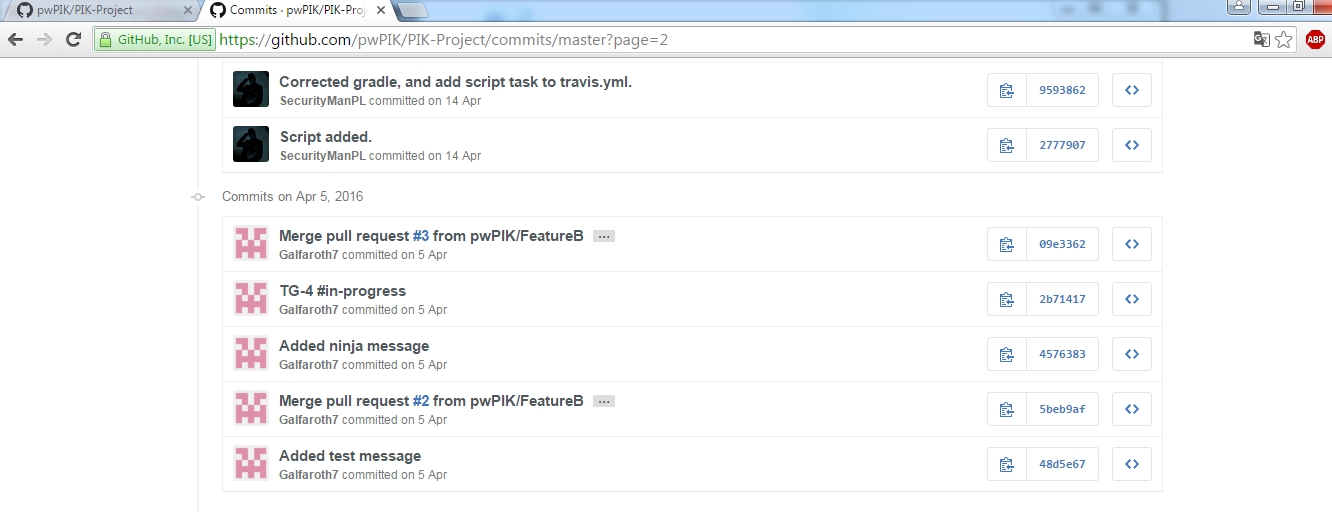 pwPIK/PIK-Project
Commits · pwPIK/PIK-Proj
GitHub, Inc. [US] https://github.com/pwPIK/PIK-Project/commits/master?page=2
ABP
Corrected gradle, and add script task to travis.yml.
SecurityManPL committed on 14 Apr
9593862
Script added.
SecurityManPL committed on 14 Apr
2777907
Commits on Apr 5, 2016
Merge pull request #3 from pwPIK/FeatureB …
Galfaroth7 committed on 5 Apr
09e3362
TG-4 #in-progress
Galfaroth7 committed on 5 Apr
2b71417
Added ninja message
Galfaroth7 committed on 5 Apr
4576383
Merge pull request #2 from pwPIK/FeatureB …
Galfaroth7 committed on 5 Apr
5beb9af
Added test message
Galfaroth7 committed on 5 Apr
48d5e67